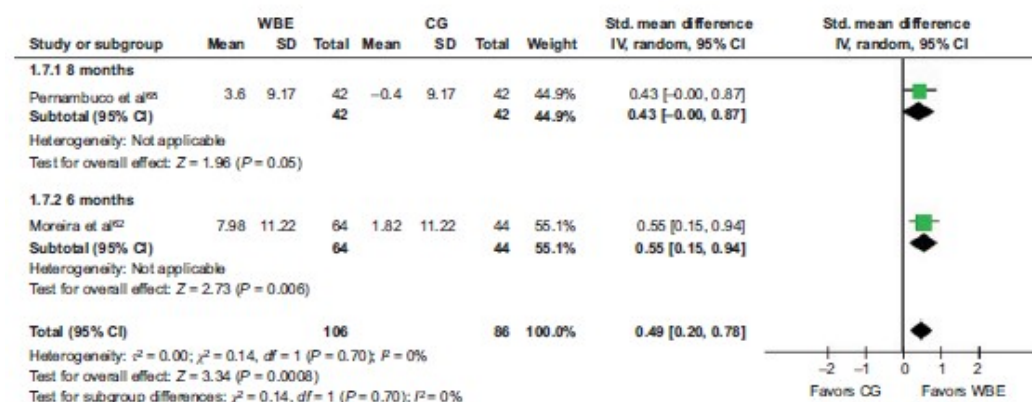 WBE CG Std. mean difference Std. mean difference
Study or subgroup Mean SD Total Mean SD Total Weight IV, random, 95% CI IV, random, 95% CI
1.7.1 8 months
Pernambuco et al⁶⁵ 3.6 9.17 42 −0.4 9.17 42 44.9% 0.43 [−0.00, 0.87]
Subtotal (95% CI) 42 42 44.9% 0.43 [−0.00, 0.87]
Heterogeneity: Not applicable
Test for overall effect: Z = 1.96 (P = 0.05)
1.7.2 6 months
Moreira et al⁶² 7.98 11.22 64 1.82 11.22 44 55.1% 0.55 [0.15, 0.94]
Subtotal (95% CI) 64 44 55.1% 0.55 [0.15, 0.94]
Heterogeneity: Not applicable
Test for overall effect: Z = 2.73 (P = 0.006)
Total (95% CI) 106 86 100.0% 0.49 [0.20, 0.78]
Heterogeneity: τ² = 0.00; χ² = 0.14, df = 1 (P = 0.70); I² = 0%
Test for overall effect: Z = 3.34 (P = 0.0008)
Test for subgroup differences: χ² = 0.14, df = 1 (P = 0.70); I² = 0%
−2 −1 0 1 2
Favors CG Favors WBE